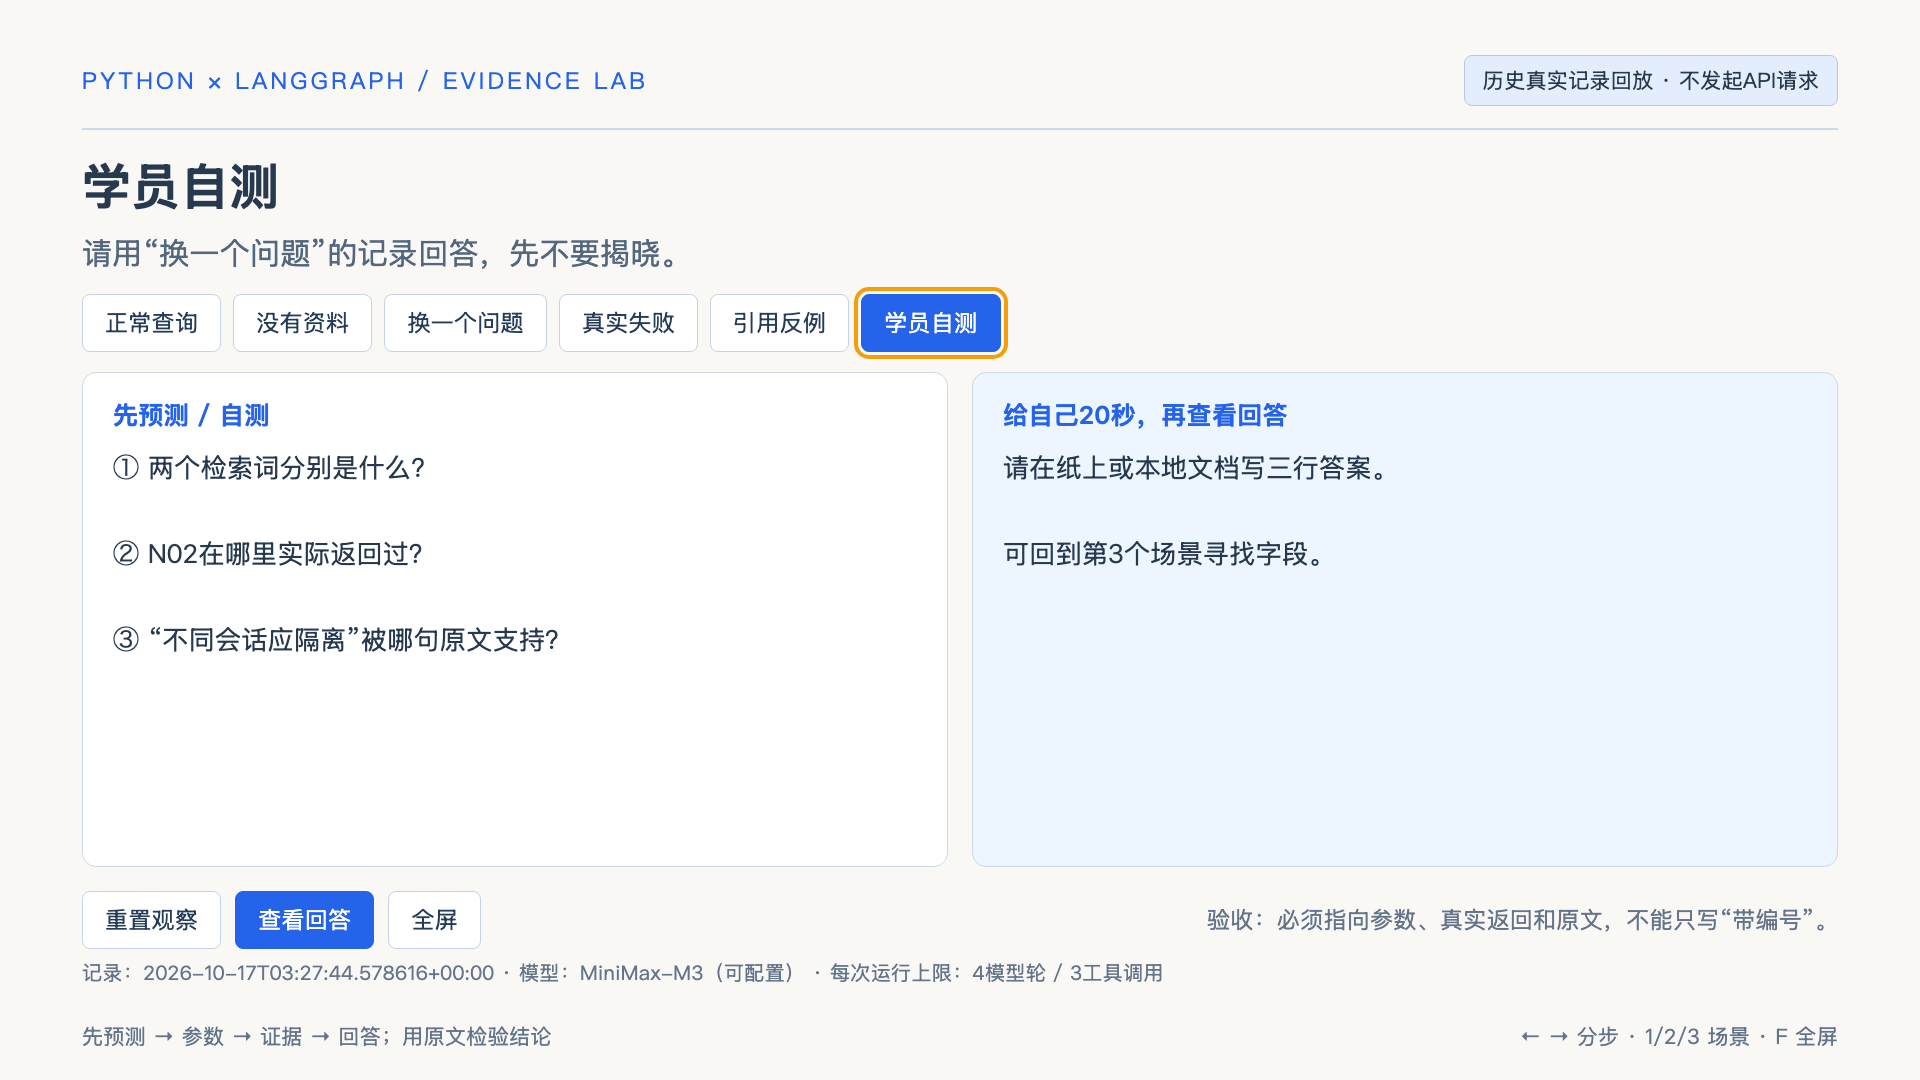 PYTHON × LANGGRAPH / EVIDENCE LAB
历史真实记录回放 · 不发起API请求
学员自测
请用“换一个问题”的记录回答，先不要揭晓。
正常查询
没有资料
换一个问题
真实失败
引用反例
学员自测
先预测 / 自测
① 两个检索词分别是什么？
② N02在哪里实际返回过？
③ “不同会话应隔离”被哪句原文支持？
给自己20秒，再查看回答
请在纸上或本地文档写三行答案。
可回到第3个场景寻找字段。
重置观察
查看回答
全屏
验收：必须指向参数、真实返回和原文，不能只写“带编号”。
记录：2026-10-17T03:27:44.578616+00:00 · 模型：MiniMax-M3（可配置） · 每次运行上限：4模型轮 / 3工具调用
先预测 → 参数 → 证据 → 回答；用原文检验结论
← → 分步 · 1/2/3 场景 · F 全屏